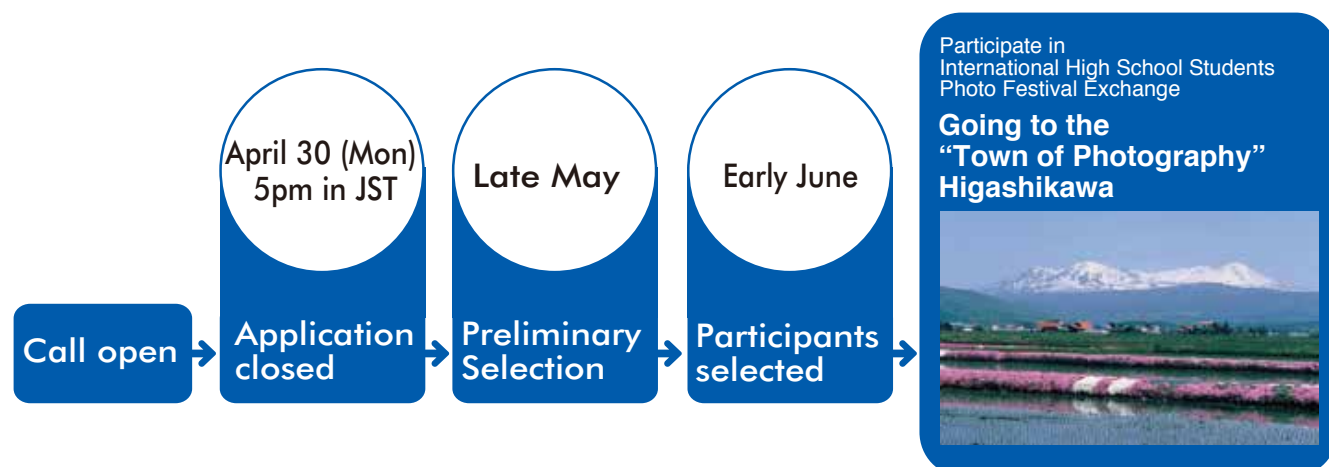 Call open
April 30 (Mon)
5pm in JST
Application
closed
Late May
Preliminary
Selection
Early June
Participants
selected
Participate in
International High School Students
Photo Festival Exchange
Going to the
“Town of Photography”
Higashikawa